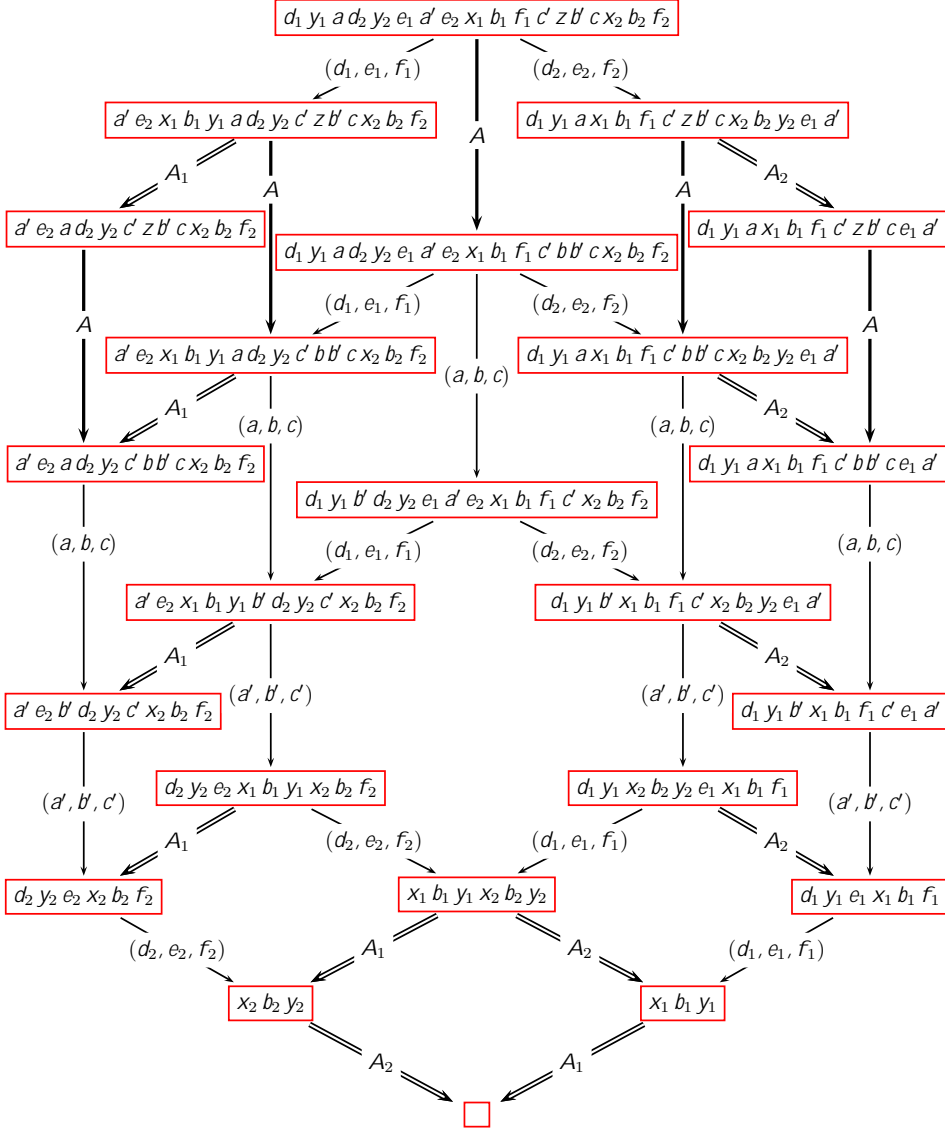 d₁ y₁ a d₂ y₂ e₁ a′ e₂ x₁ b₁ f₁ c′ z b′ c x₂ b₂ f₂
(d₁, e₁, f₁) (d₂, e₂, f₂)
a′ e₂ x₁ b₁ y₁ a d₂ y₂ c′ z b′ c x₂ b₂ f₂ d₁ y₁ a x₁ b₁ f₁ c′ z b′ c x₂ b₂ y₂ e₁ a′
A
A₁ A A A₂
a′ e₂ a d₂ y₂ c′ z b′ c x₂ b₂ f₂ d₁ y₁ a x₁ b₁ f₁ c′ z b′ c e₁ a′
d₁ y₁ a d₂ y₂ e₁ a′ e₂ x₁ b₁ f₁ c′ b b′ c x₂ b₂ f₂
(d₁, e₁, f₁) (d₂, e₂, f₂)
A A
a′ e₂ x₁ b₁ y₁ a d₂ y₂ c′ b b′ c x₂ b₂ f₂ d₁ y₁ a x₁ b₁ f₁ c′ b b′ c x₂ b₂ y₂ e₁ a′
(a, b, c)
A₁ A₂
(a, b, c) (a, b, c)
a′ e₂ a d₂ y₂ c′ b b′ c x₂ b₂ f₂ d₁ y₁ a x₁ b₁ f₁ c′ b b′ c e₁ a′
d₁ y₁ b′ d₂ y₂ e₁ a′ e₂ x₁ b₁ f₁ c′ x₂ b₂ f₂
(a, b, c) (d₁, e₁, f₁) (d₂, e₂, f₂) (a, b, c)
a′ e₂ x₁ b₁ y₁ b′ d₂ y₂ c′ x₂ b₂ f₂ d₁ y₁ b′ x₁ b₁ f₁ c′ x₂ b₂ y₂ e₁ a′
A₁ A₂
(a′, b′, c′) (a′, b′, c′)
a′ e₂ b′ d₂ y₂ c′ x₂ b₂ f₂ d₁ y₁ b′ x₁ b₁ f₁ c′ e₁ a′
d₂ y₂ e₂ x₁ b₁ y₁ x₂ b₂ f₂ d₁ y₁ x₂ b₂ y₂ e₁ x₁ b₁ f₁
(a′, b′, c′) (a′, b′, c′)
A₁ (d₂, e₂, f₂) (d₁, e₁, f₁) A₂
d₂ y₂ e₂ x₂ b₂ f₂ x₁ b₁ y₁ x₂ b₂ y₂ d₁ y₁ e₁ x₁ b₁ f₁
(d₂, e₂, f₂) A₁ A₂ (d₁, e₁, f₁)
x₂ b₂ y₂ x₁ b₁ y₁
A₂ A₁